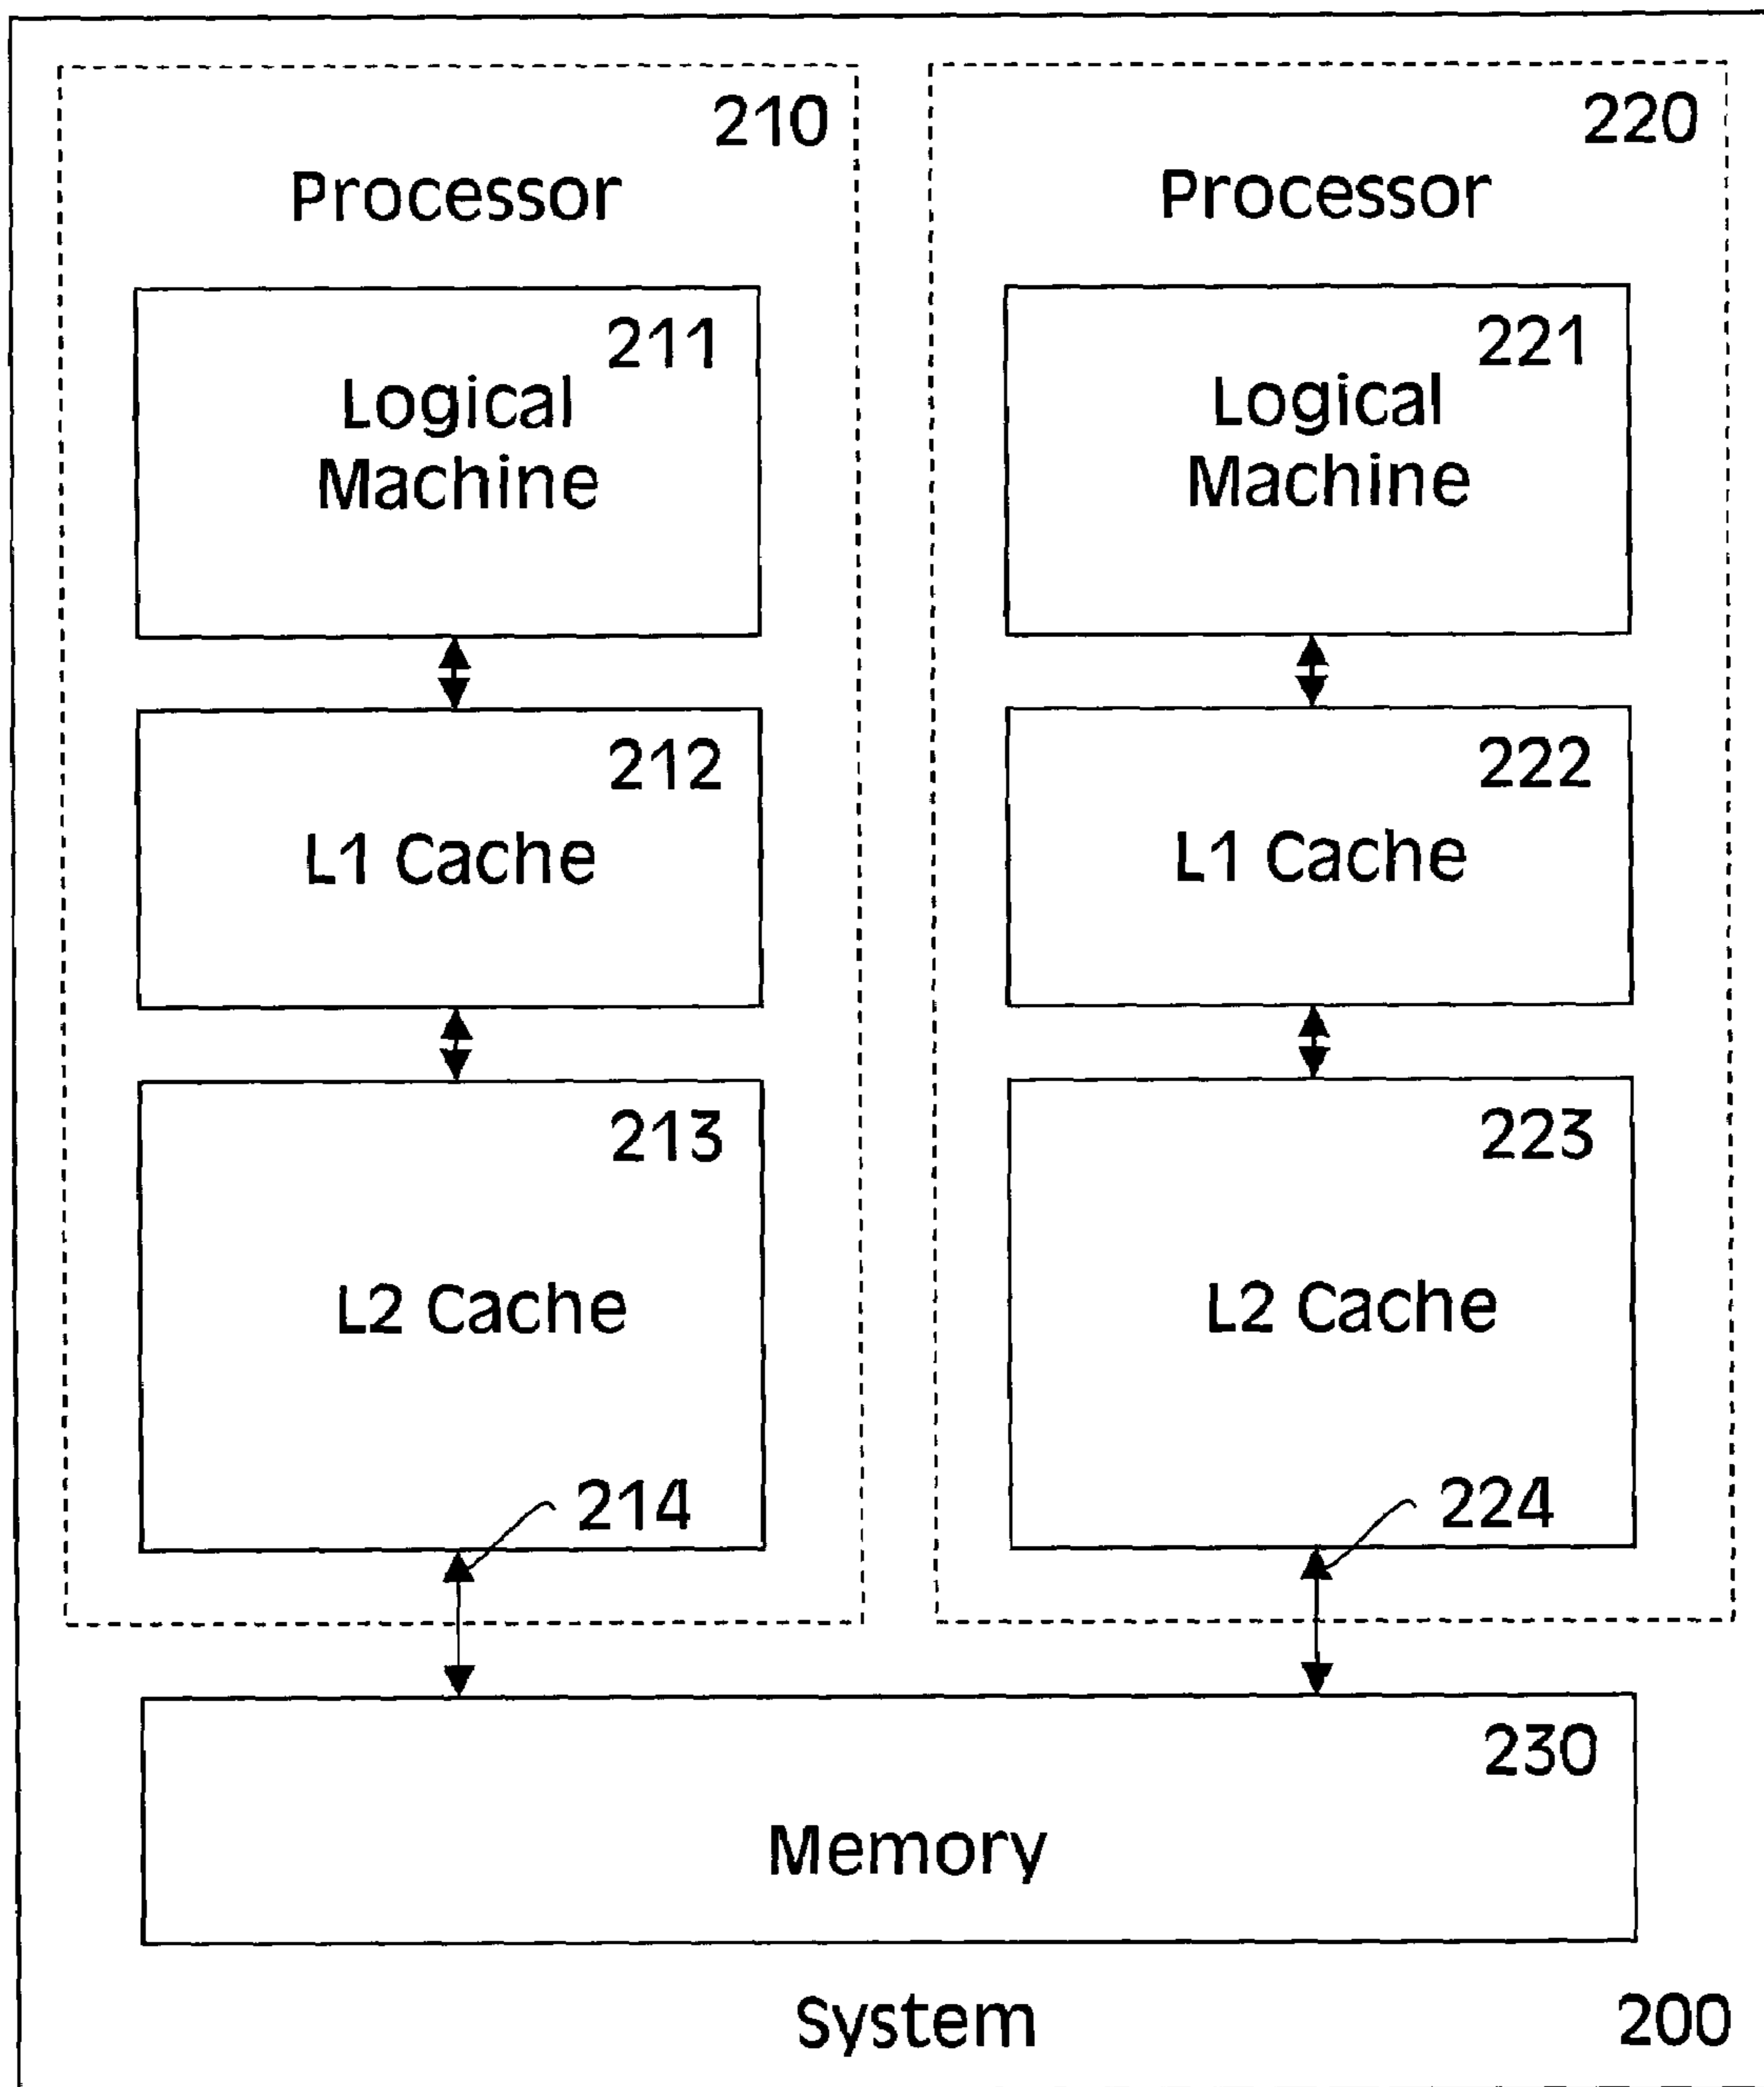 210
Processor
211
Logical
Machine
212
L1 Cache
213
L2 Cache
214
220
Processor
221
Logical
Machine
222
L1 Cache
223
L2 Cache
224
230
Memory
System
200